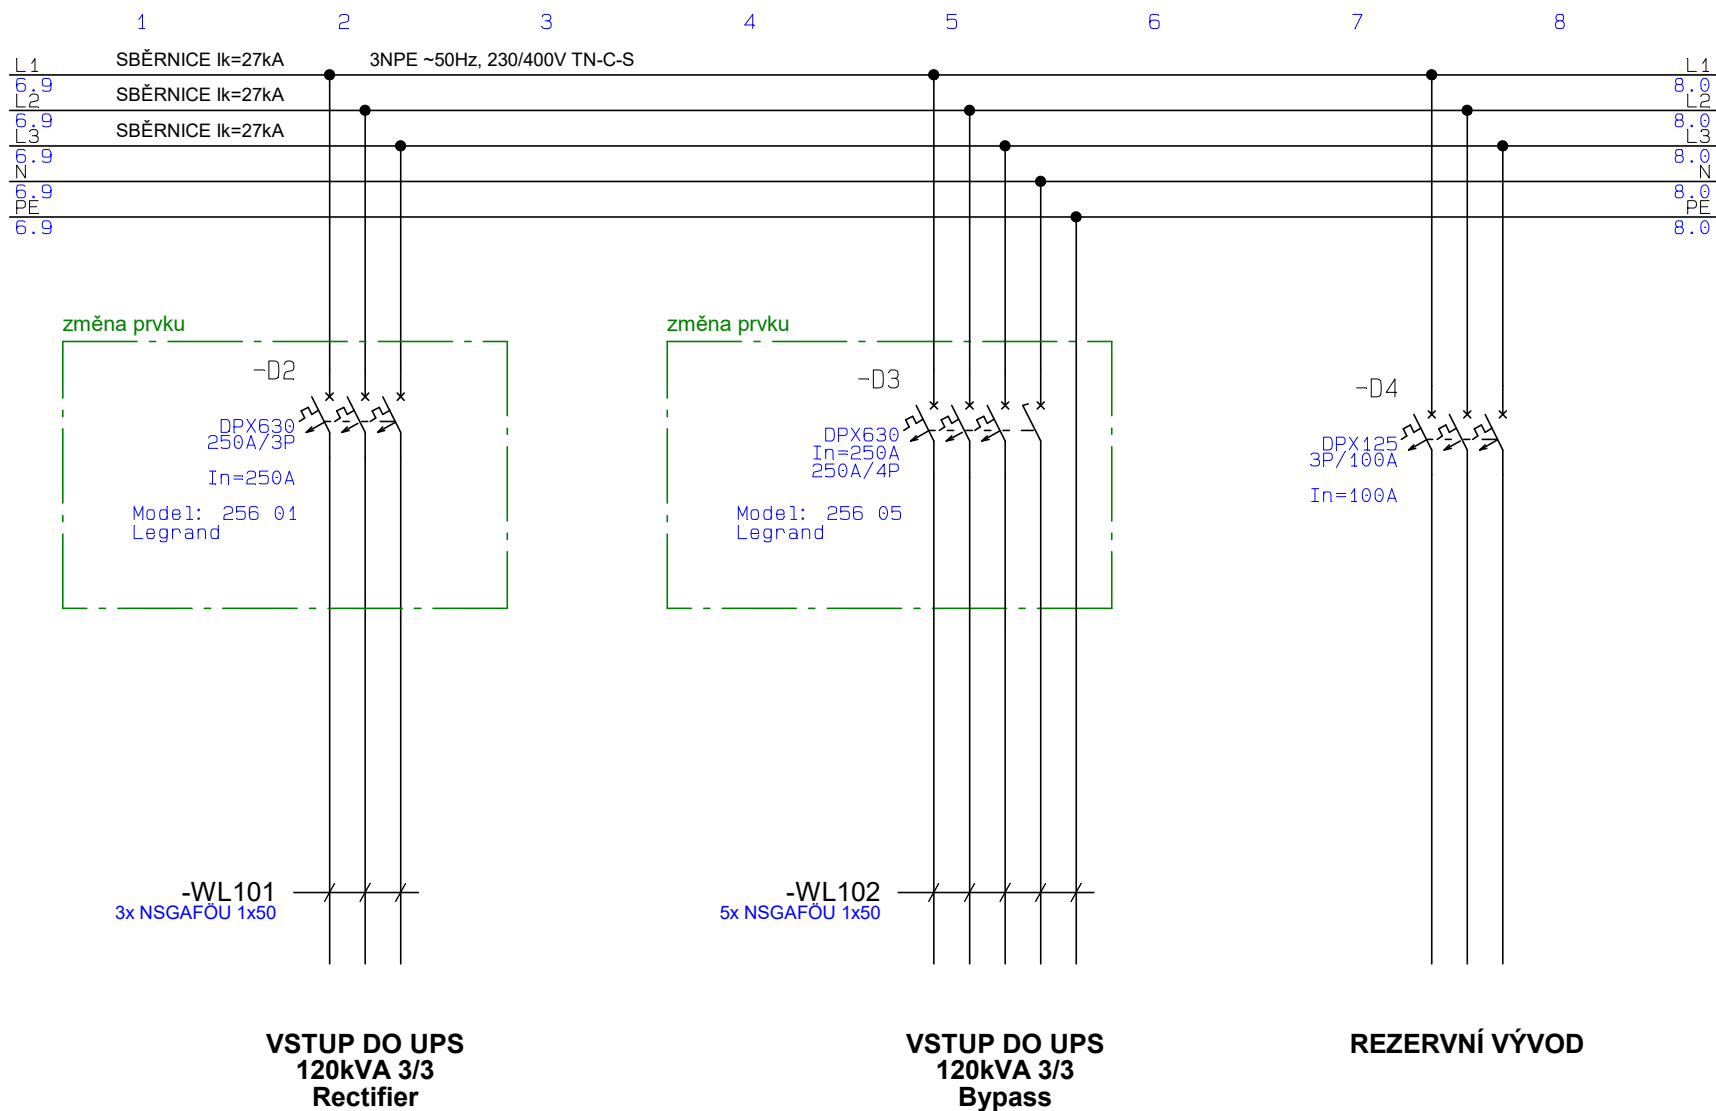 1 2 3 4 5 6 7 8
SBĚRNICE Ik=27kA 3NPE ~50Hz, 230/400V TN-C-S
L1 L1
6.9 8.0
SBĚRNICE Ik=27kA
L2 L2
6.9 8.0
SBĚRNICE Ik=27kA
L3 L3
6.9 8.0
N N
6.9 8.0
PE PE
6.9 8.0
změna prvku
-D2
DPX630
250A/3P
In=250A
Model: 256 01
Legrand
změna prvku
-D3
DPX630
In=250A
250A/4P
Model: 256 05
Legrand
-D4
DPX125
3P/100A
In=100A
-WL101
3x NSGAFÖU 1x50
-WL102
5x NSGAFÖU 1x50
VSTUP DO UPS
120kVA 3/3
Rectifier
VSTUP DO UPS
120kVA 3/3
Bypass
REZERVNÍ VÝVOD